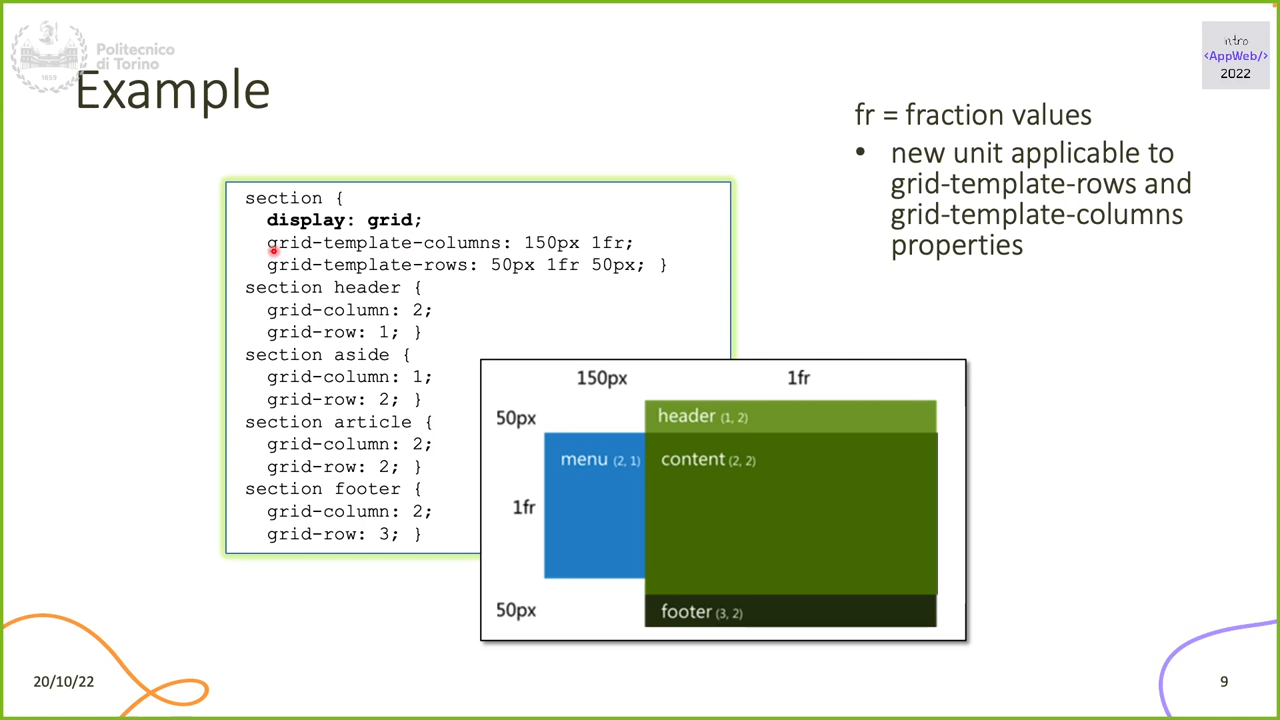 Politecnico
di Torino
1859
intro
<AppWeb/>
2022
Example
fr = fraction values
• new unit applicable to
grid-template-rows and
grid-template-columns
properties
section {
display: grid;
grid-template-columns: 150px 1fr;
grid-template-rows: 50px 1fr 50px; }
section header {
grid-column: 2;
grid-row: 1; }
section aside {
grid-column: 1;
grid-row: 2; }
section article {
grid-column: 2;
grid-row: 2; }
section footer {
grid-column: 2;
grid-row: 3; }
150px 1fr
50px header (1, 2)
menu (2, 1) content (2, 2)
1fr
50px footer (3, 2)
20/10/22
9